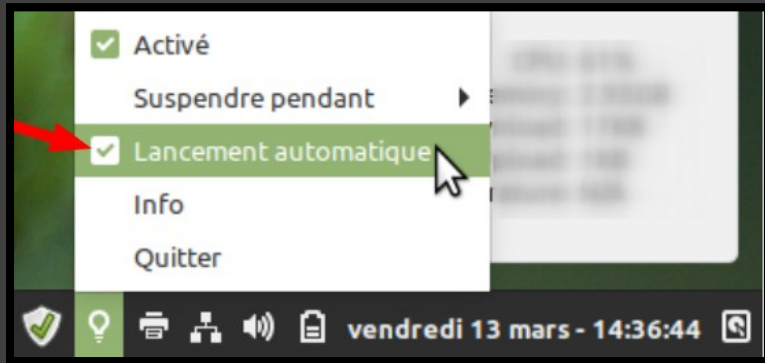 Activé
Suspendre pendant
Lancement automatique
Info
Quitter
vendredi 13 mars - 14:36:44